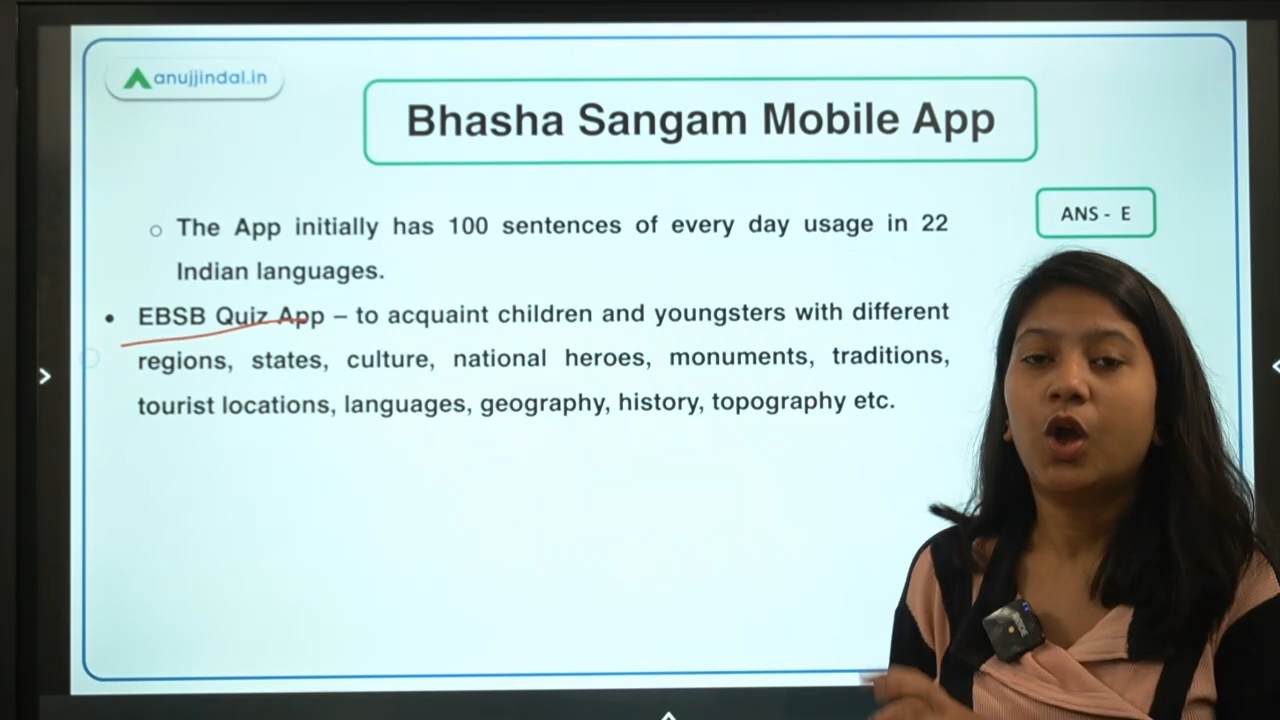 anujjindal.in
Bhasha Sangam Mobile App
The App initially has 100 sentences of every day usage in 22
Indian languages.
ANS - E
EBSB Quiz App – to acquaint children and youngsters with different
regions, states, culture, national heroes, monuments, traditions,
tourist locations, languages, geography, history, topography etc.